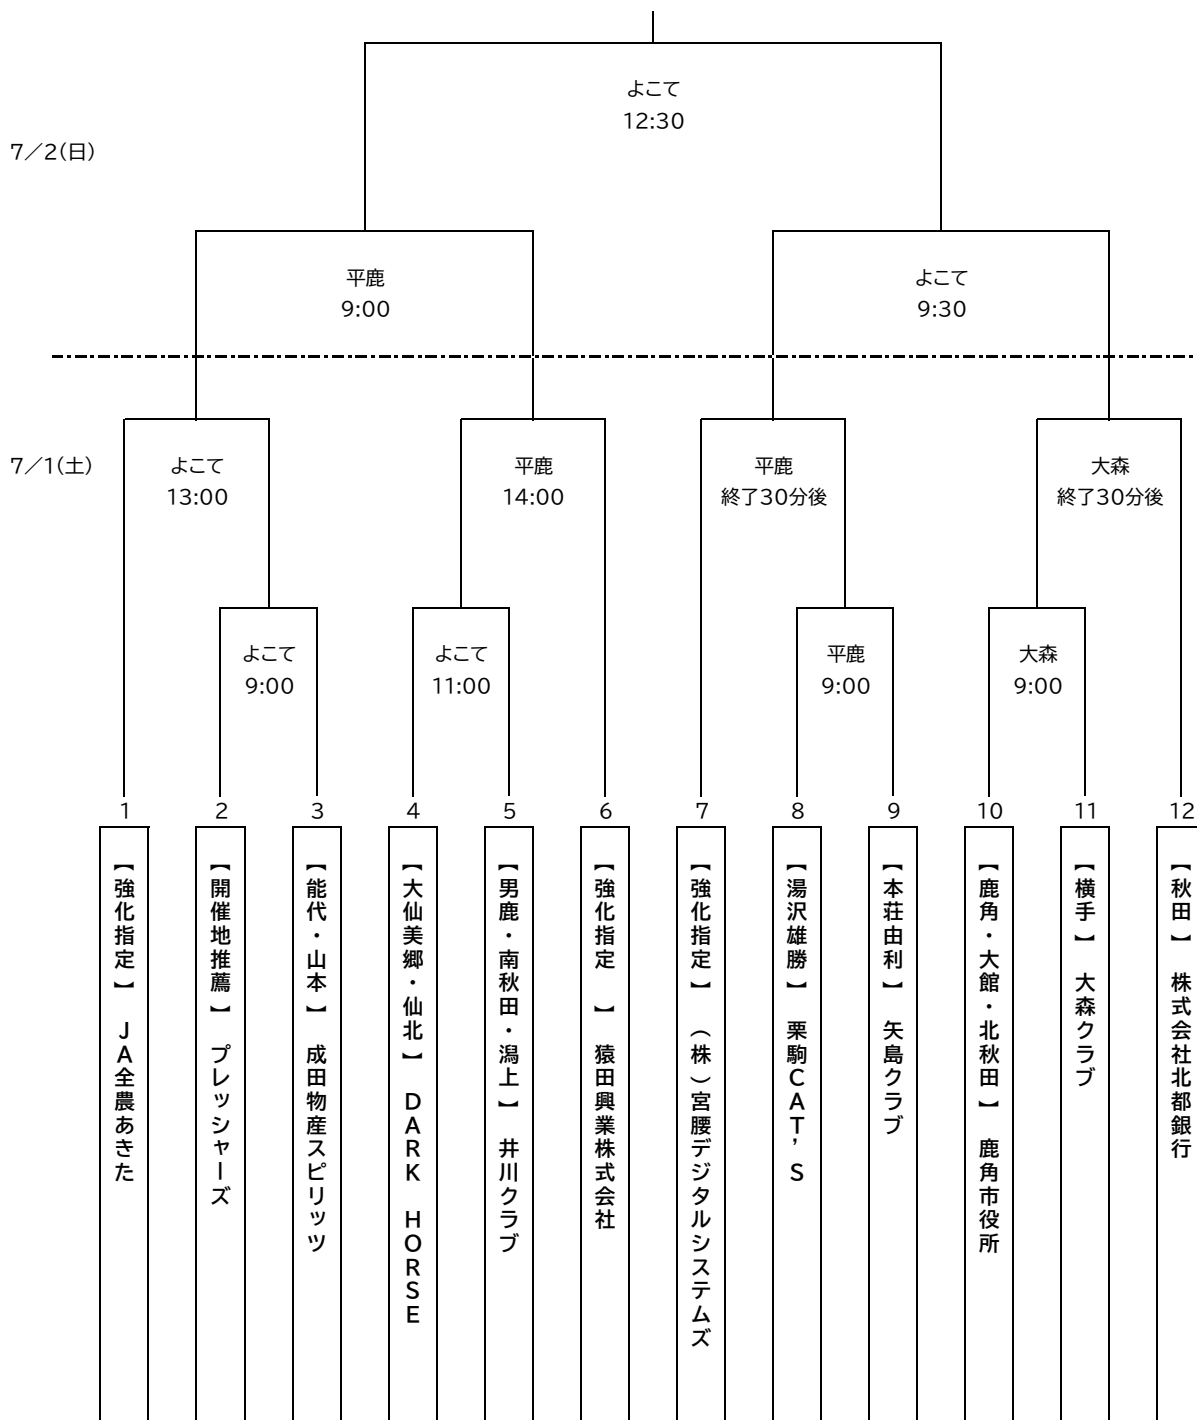 よこて
12:30
7／2(日)
平鹿
9:00
よこて
9:30
7／1(土)
よこて
13:00
平鹿
14:00
平鹿
終了30分後
大森
終了30分後
よこて
9:00
よこて
11:00
平鹿
9:00
大森
9:00
1
2
3
4
5
6
7
8
9
10
11
12
【強化指定】　ＪＡ全農あきた
【開催地推薦】　プレッシャーズ
【能代・山本】　成田物産スピリッツ
【大仙美郷・仙北】　ＤＡＲＫ　ＨＯＲＳＥ
【男鹿・南秋田・潟上】　井川クラブ
【強化指定　】　猿田興業株式会社
【強化指定】　（株）宮腰デジタルシステムズ
【湯沢雄勝】　栗駒ＣＡＴ’Ｓ
【本荘由利】　矢島クラブ
【鹿角・大館・北秋田】　鹿角市役所
【横手】　大森クラブ
【秋田】　株式会社北都銀行